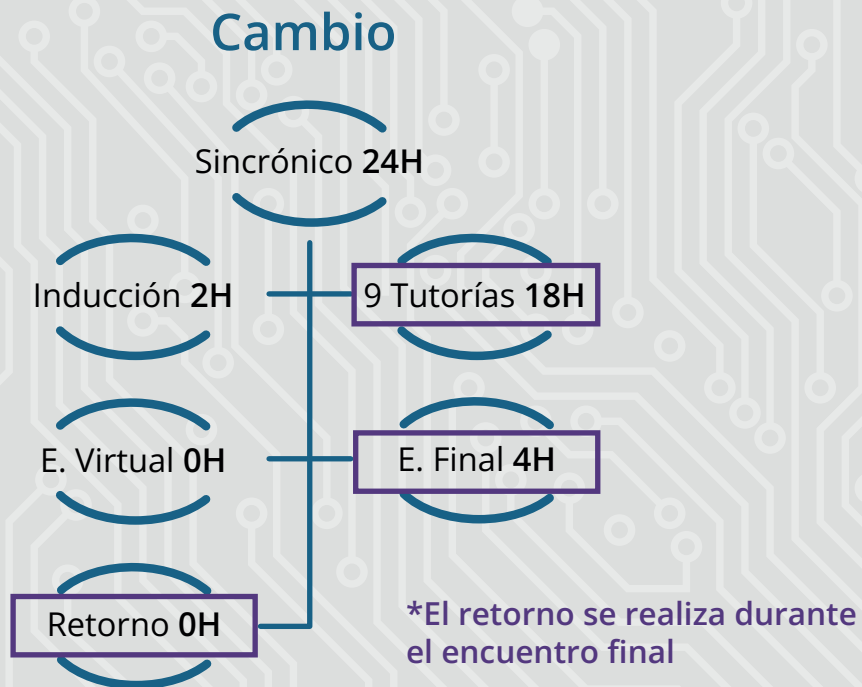 Cambio
Sincrónico 24H
Inducción 2H
9 Tutorías 18H
E. Virtual 0H
E. Final 4H
Retorno 0H
*El retorno se realiza durante
el encuentro final